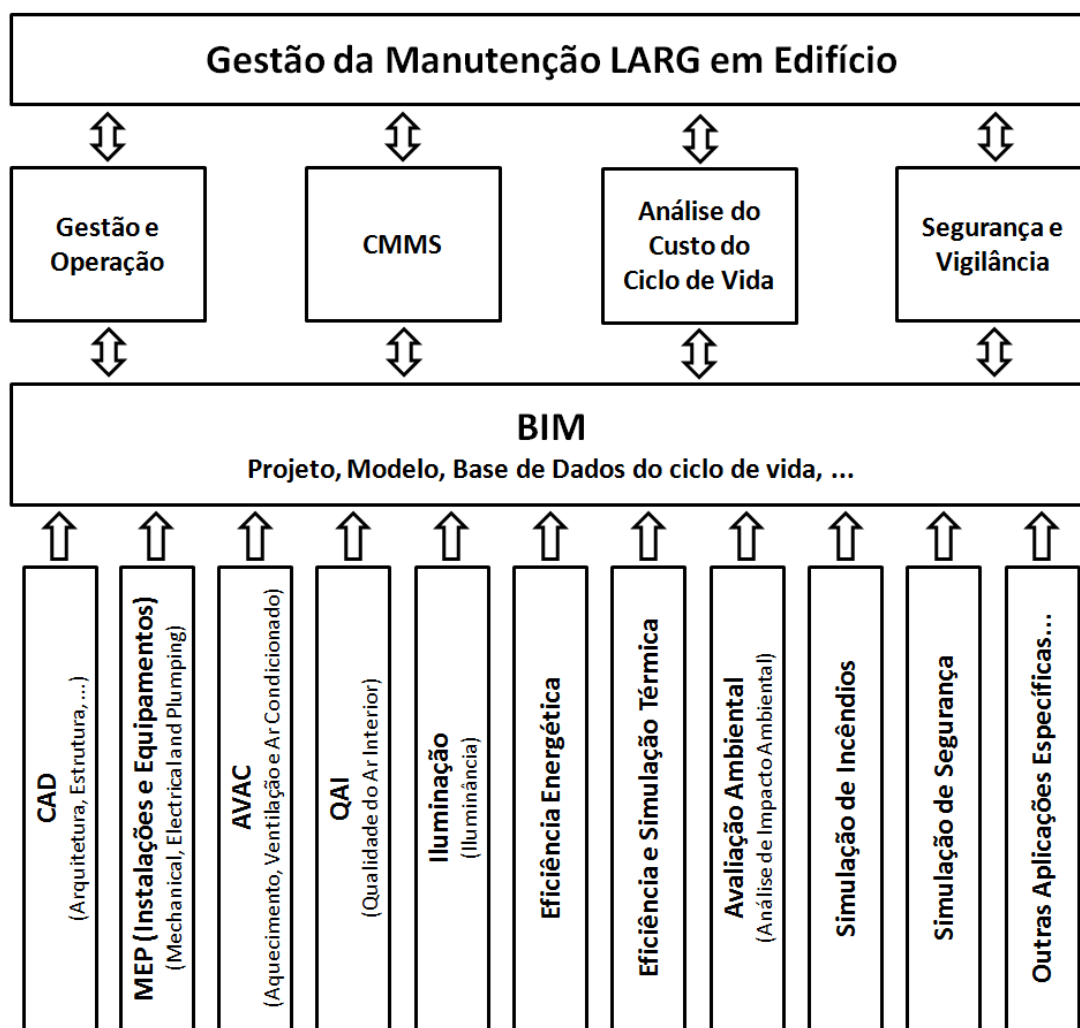 Gestão da Manutenção LARG em Edifício
Gestão e
Operação
CMMS
Análise do
Custo do
Ciclo de Vida
Segurança e
Vigilância
BIM
Projeto, Modelo, Base de Dados do ciclo de vida, ...
CAD
(Arquitetura, Estrutura, ...)
MEP (Instalações e Equipamentos)
(Mechanical, Electrical and Plumping)
AVAC
(Aquecimento, Ventilação e Ar Condicionado)
QAI
(Qualidade do Ar Interior)
Iluminação
(Iluminância)
Eficiência Energética
Eficiência e Simulação Térmica
Avaliação Ambiental
(Análise de Impacto Ambiental)
Simulação de Incêndios
Simulação de Segurança
Outras Aplicações Específicas...